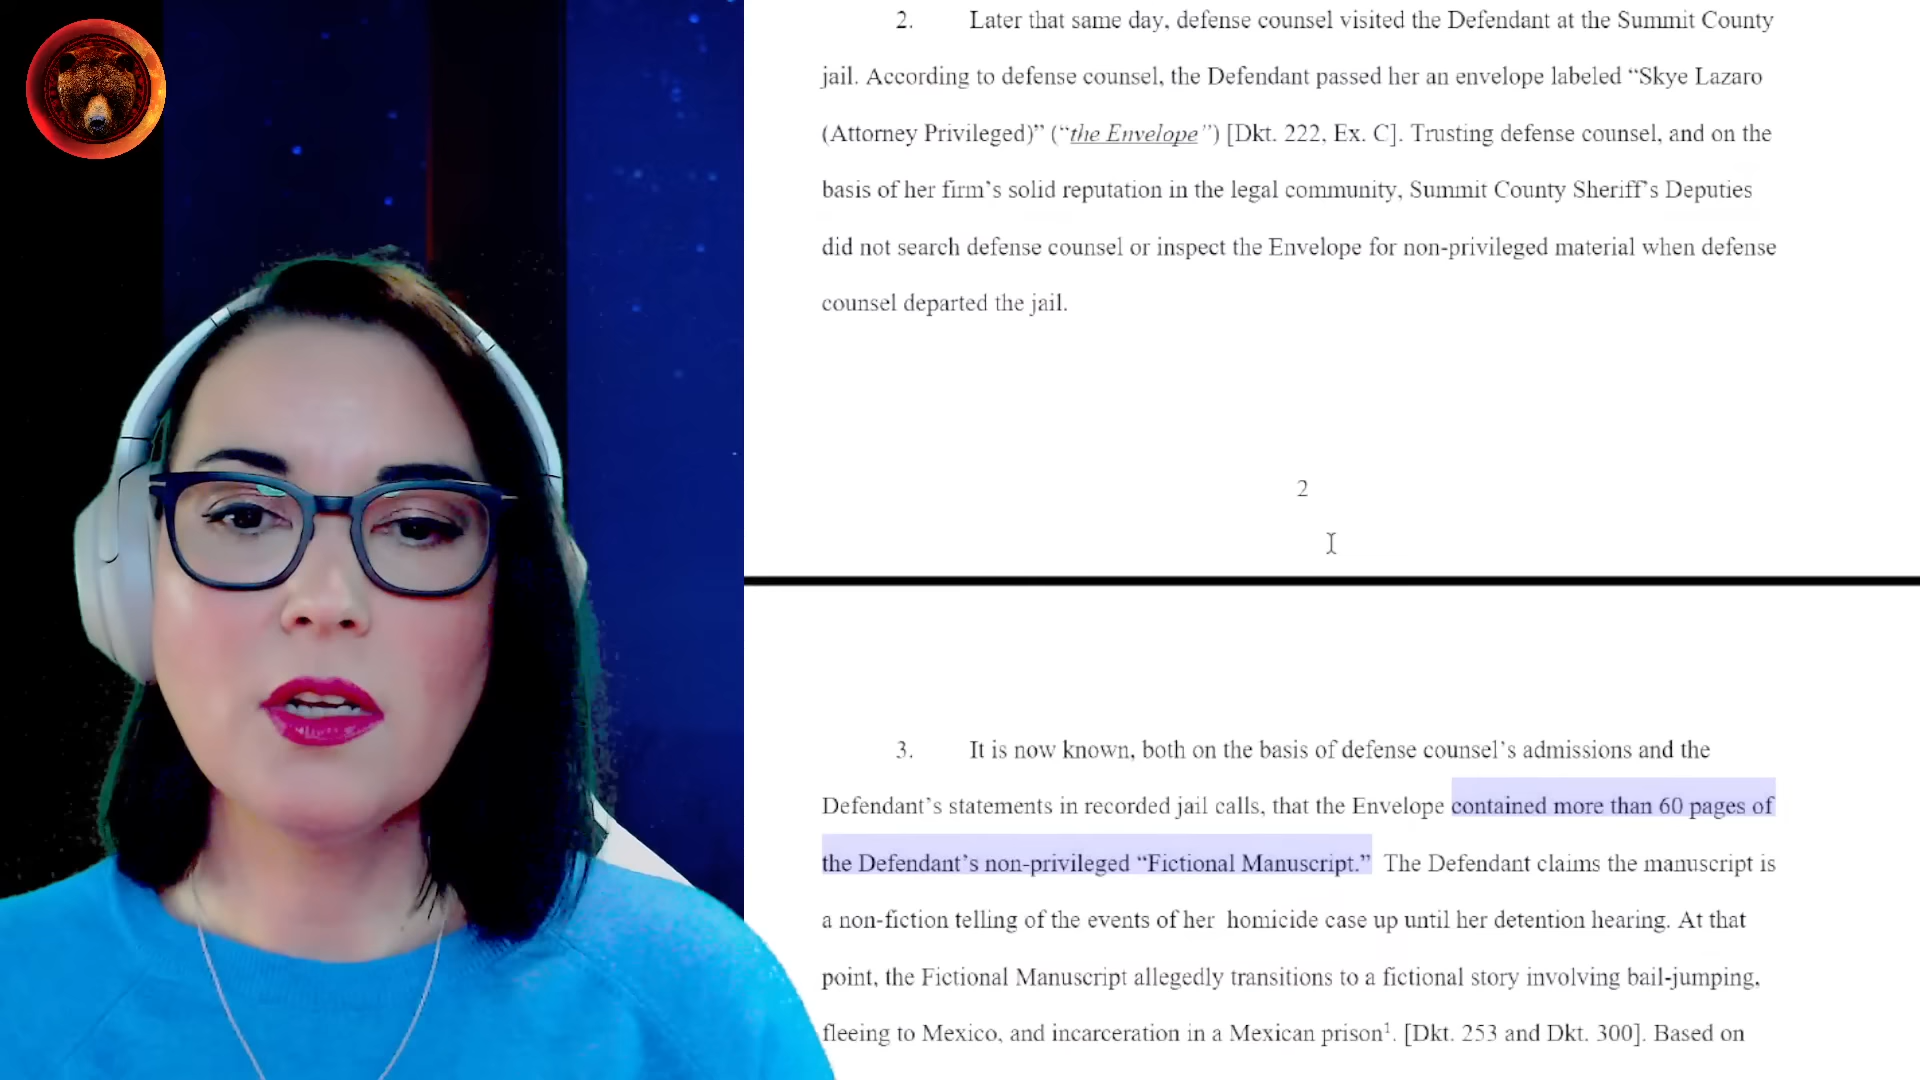 2. Later that same day, defense counsel visited the Defendant at the Summit County
jail. According to defense counsel, the Defendant passed her an envelope labeled “Skye Lazaro
(Attorney Privileged)” (“the Envelope”) [Dkt. 222, Ex. C]. Trusting defense counsel, and on the
basis of her firm’s solid reputation in the legal community, Summit County Sheriff’s Deputies
did not search defense counsel or inspect the Envelope for non-privileged material when defense
counsel departed the jail.
2
3. It is now known, both on the basis of defense counsel’s admissions and the
Defendant’s statements in recorded jail calls, that the Envelope contained more than 60 pages of
the Defendant’s non-privileged “Fictional Manuscript.” The Defendant claims the manuscript is
a non-fiction telling of the events of her homicide case up until her detention hearing. At that
point, the Fictional Manuscript allegedly transitions to a fictional story involving bail-jumping,
fleeing to Mexico, and incarceration in a Mexican prison¹. [Dkt. 253 and Dkt. 300]. Based on